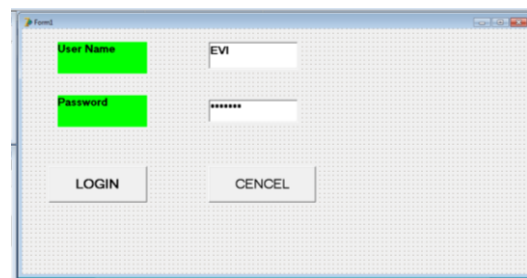 Form1
User Name
EVI
Password
•••••••
LOGIN
CENCEL